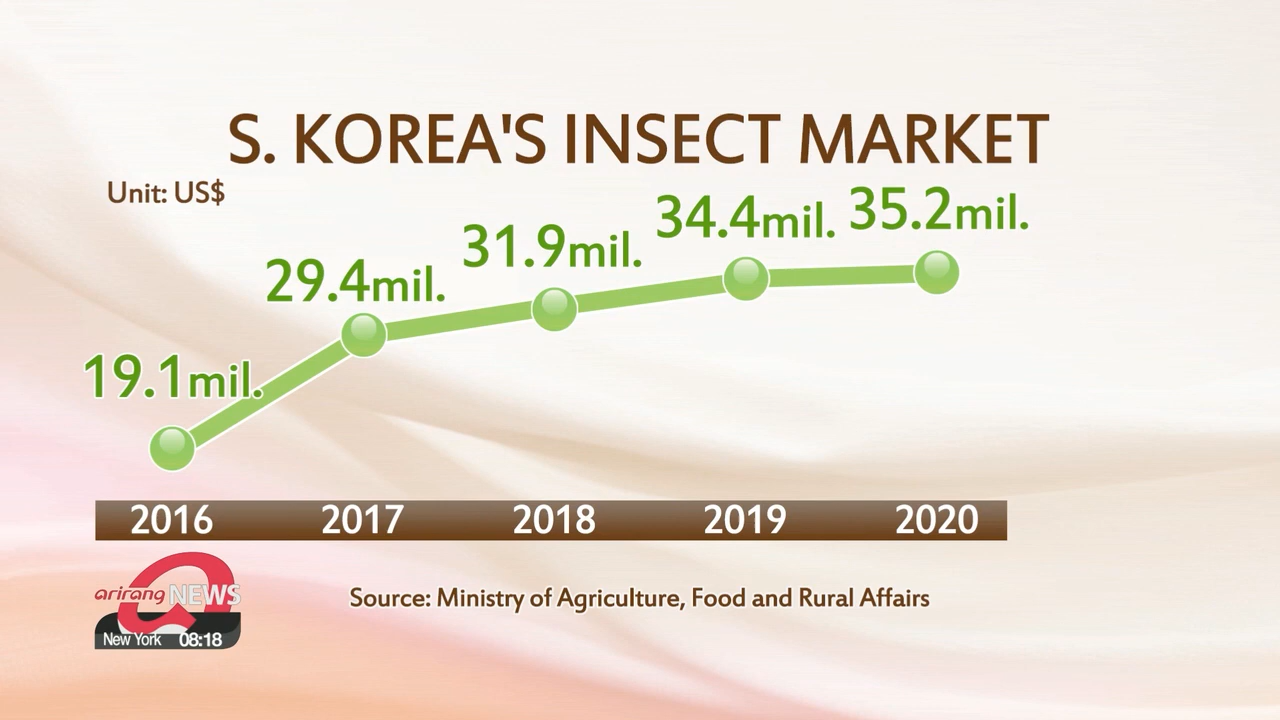 S. KOREA'S INSECT MARKET
Unit: US$
19.1mil.
29.4mil.
31.9mil.
34.4mil.
35.2mil.
2016 2017 2018 2019 2020
arirang NEWS
New York 08:18
Source: Ministry of Agriculture, Food and Rural Affairs